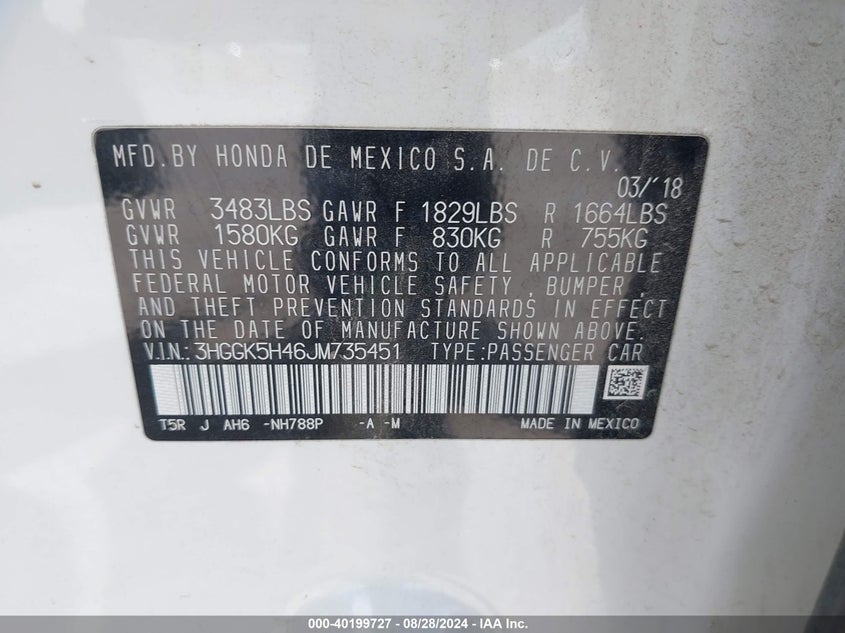 MFD.BY HONDA DE MEXICO S.A. DE C.V.
03/'18
GVWR 3483LBS GAWR F 1829LBS R 1664LBS
GVWR 1580KG GAWR F 830KG R 755KG
THIS VEHICLE CONFORMS TO ALL APPLICABLE
FEDERAL MOTOR VEHICLE SAFETY, BUMPER,
AND THEFT PREVENTION STANDARDS IN EFFECT
ON THE DATE OF MANUFACTURE SHOWN ABOVE.
V.I.N.:3HGGK5H46JM735451 TYPE:PASSENGER CAR
T5R J AH6 -NH788P -A -M MADE IN MEXICO
000-40199727 - 08/28/2024 - IAA Inc.